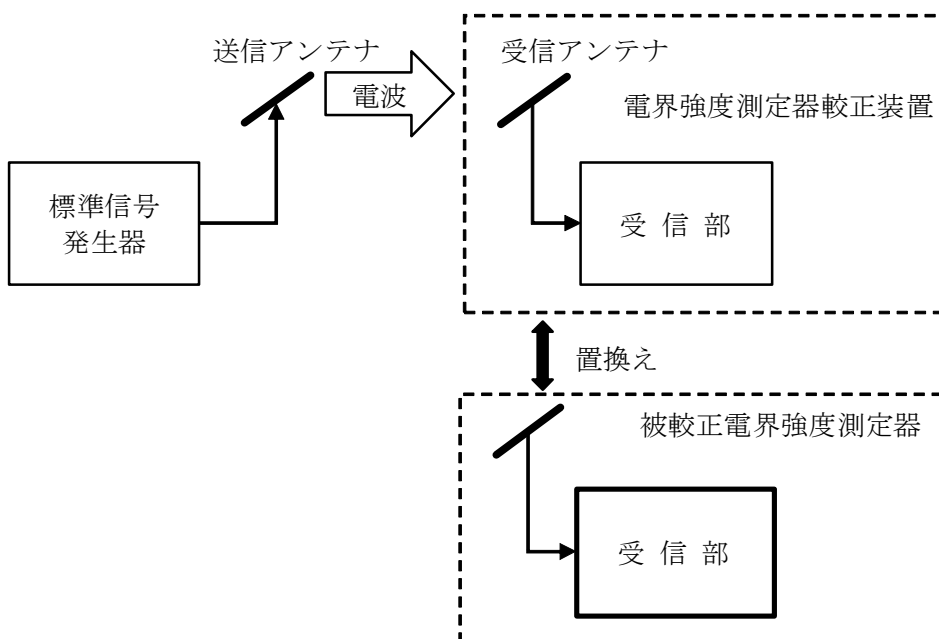 送信アンテナ
電波
標準信号
発生器
受信アンテナ
電界強度測定器較正装置
受 信 部
置換え
被較正電界強度測定器
受 信 部